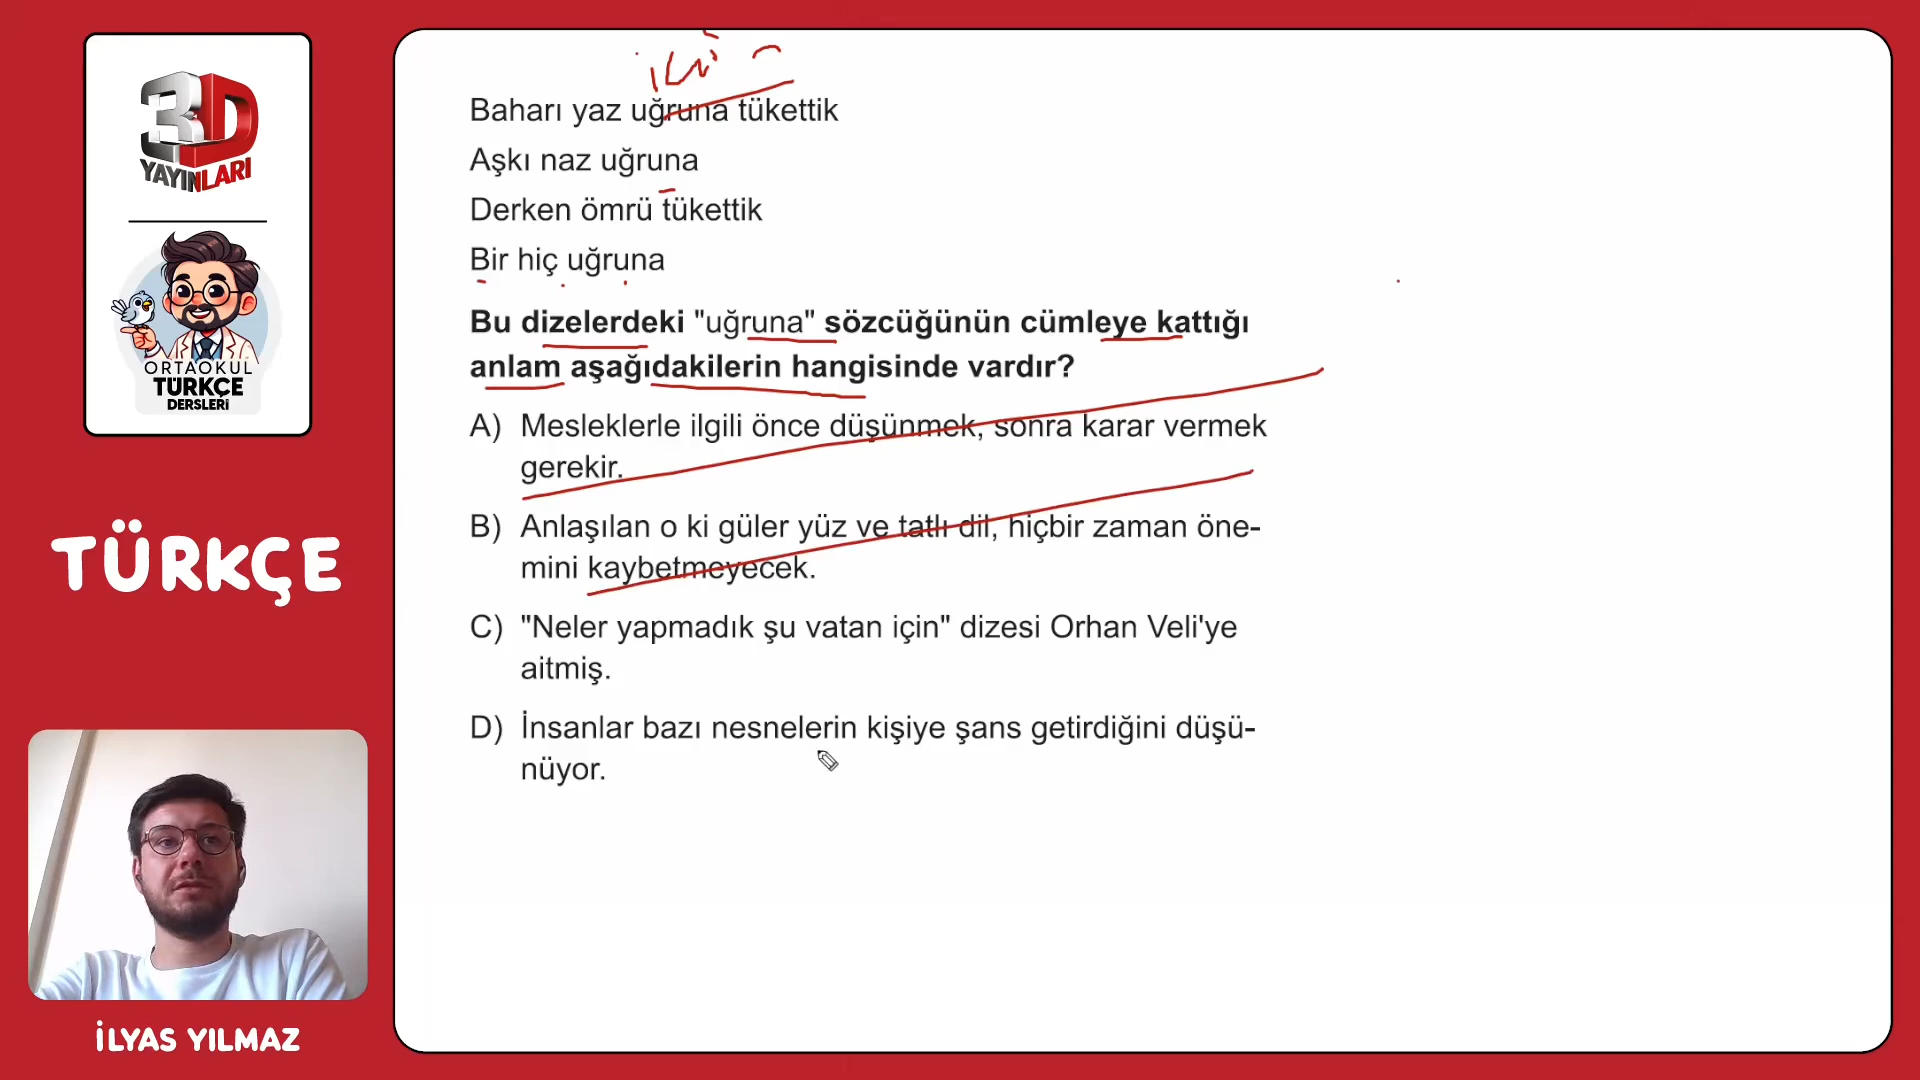 3D
YAYINLARI
ORTAOKUL
TÜRKÇE
DERSLERİ
TÜRKÇE
İLYAS YILMAZ
Baharı yaz uğruna tükettik
Aşkı naz uğruna
Derken ömrü tükettik
Bir hiç uğruna
Bu dizelerdeki "uğruna" sözcüğünün cümleye kattığı
anlam aşağıdakilerin hangisinde vardır?
A) Mesleklerle ilgili önce düşünmek, sonra karar vermek
gerekir.
B) Anlaşılan o ki güler yüz ve tatlı dil, hiçbir zaman öne-
mini kaybetmeyecek.
C) "Neler yapmadık şu vatan için" dizesi Orhan Veli'ye
aitmiş.
D) İnsanlar bazı nesnelerin kişiye şans getirdiğini düşü-
nüyor.